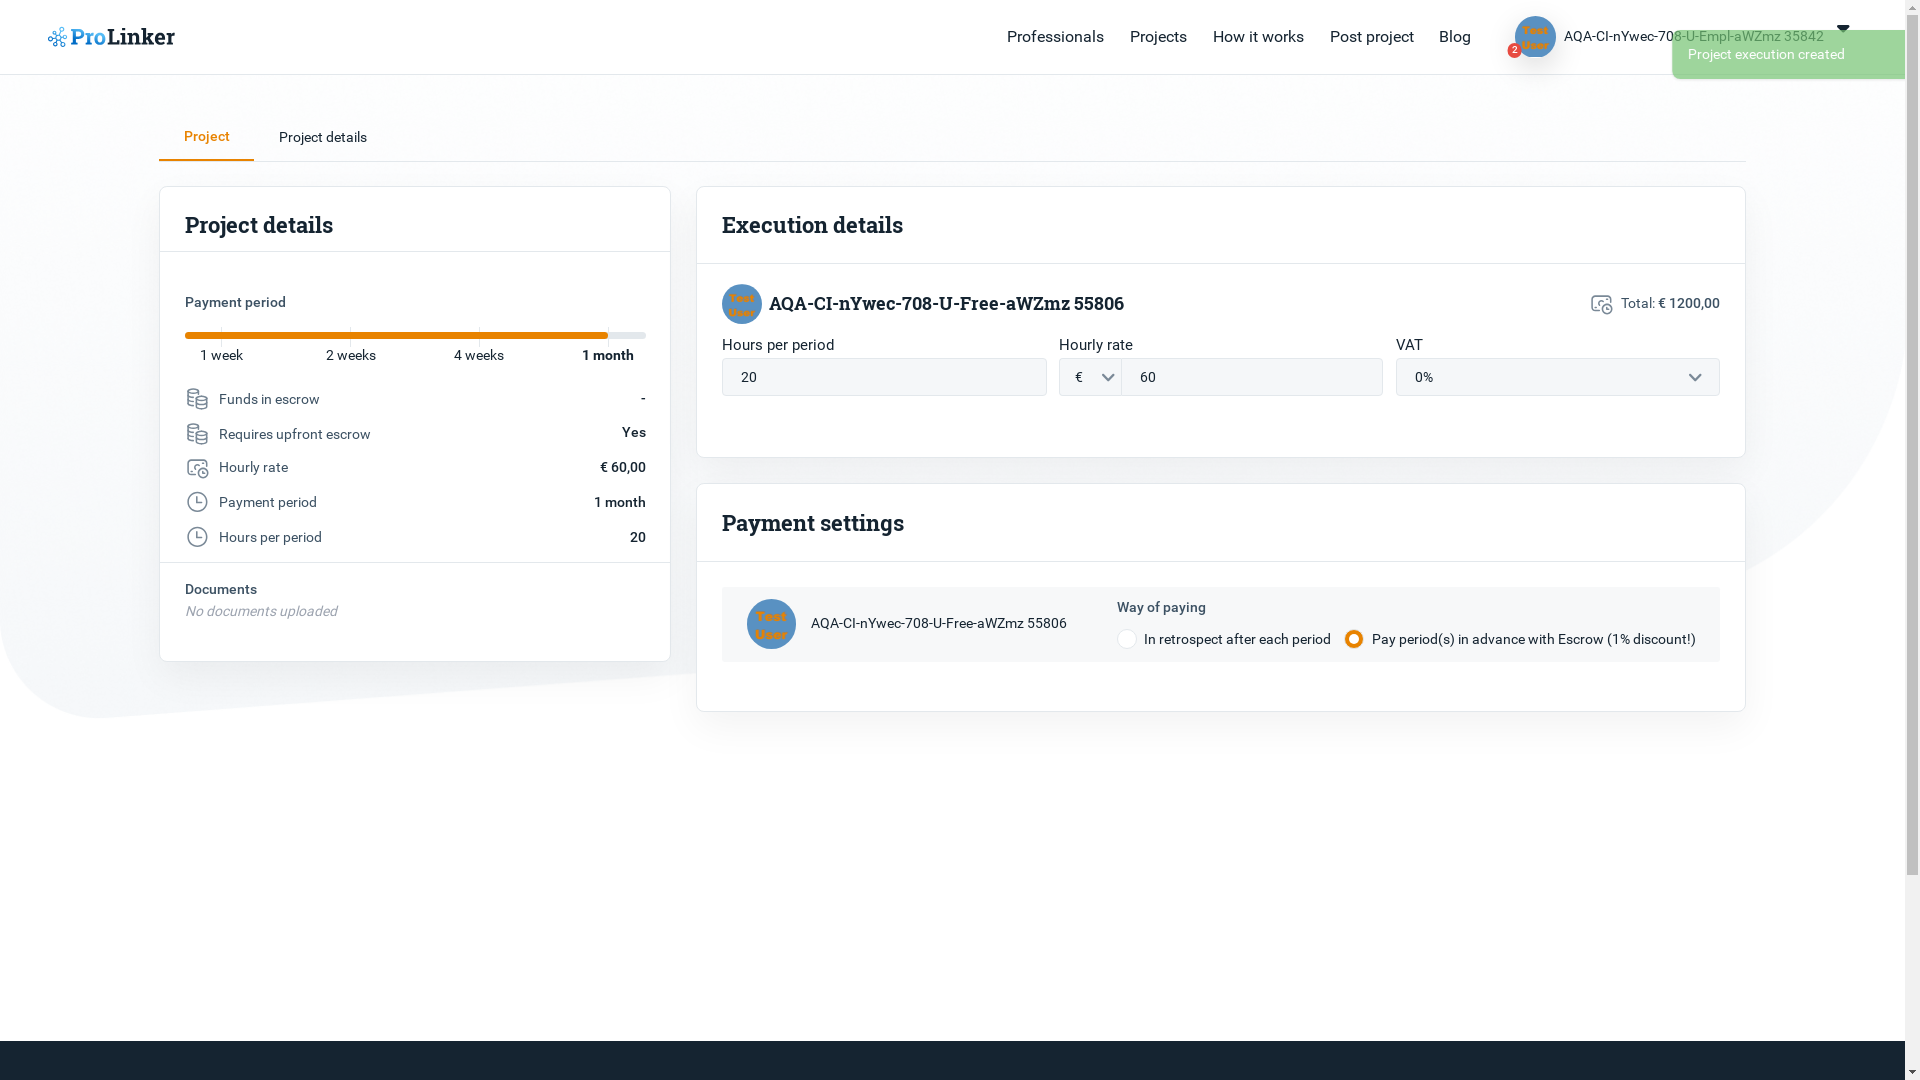 ProLinker
Professionals
Projects
How it works
Post project
Blog
Test
User
2
AQA-CI-nYwec-708-U-Empl-aWZmz 35842
Project execution created
Project
Project details
Project details
Payment period
1 week
2 weeks
4 weeks
1 month
Funds in escrow
-
Requires upfront escrow
Yes
Hourly rate
€ 60,00
Payment period
1 month
Hours per period
20
Documents
No documents uploaded
Execution details
Test
User
AQA-CI-nYwec-708-U-Free-aWZmz 55806
Total: € 1200,00
Hours per period
Hourly rate
VAT
20
€
60
0%
Payment settings
Test
User
AQA-CI-nYwec-708-U-Free-aWZmz 55806
Way of paying
In retrospect after each period
Pay period(s) in advance with Escrow (1% discount!)